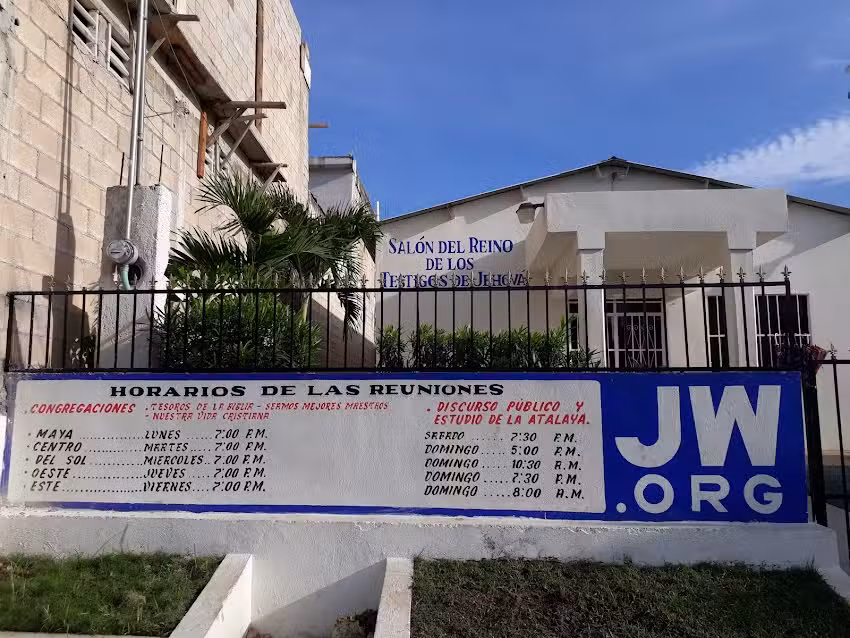 SALÓN DEL REINO
DE LOS
TESTIGOS DE JEHOVÁ
HORARIOS DE LAS REUNIONES
. CONGREGACIONES . TESOROS DE LA BIBLIA - SEAMOS MEJORES MAESTROS
- NUESTRA VIDA CRISTIANA
. DISCURSO PÚBLICO Y
ESTUDIO DE LA ATALAYA.
· MAYA ............... LUNES .... 7:00 P.M.
· CENTRO ............ MARTES .... 7:00 P.M.
· DEL SOL ........... MIERCOLES.. 7:00 P.M.
· OESTE ............. JUEVES .... 7:00 P.M.
ESTE ................ VIERNES ... 7:00 P.M.
SABADO ...... 7:30 P.M.
DOMINGO ..... 5:00 P.M.
DOMINGO ..... 10:30 A.M.
DOMINGO ..... 7:30 P.M.
DOMINGO ..... 8:00 A.M.
JW
.ORG